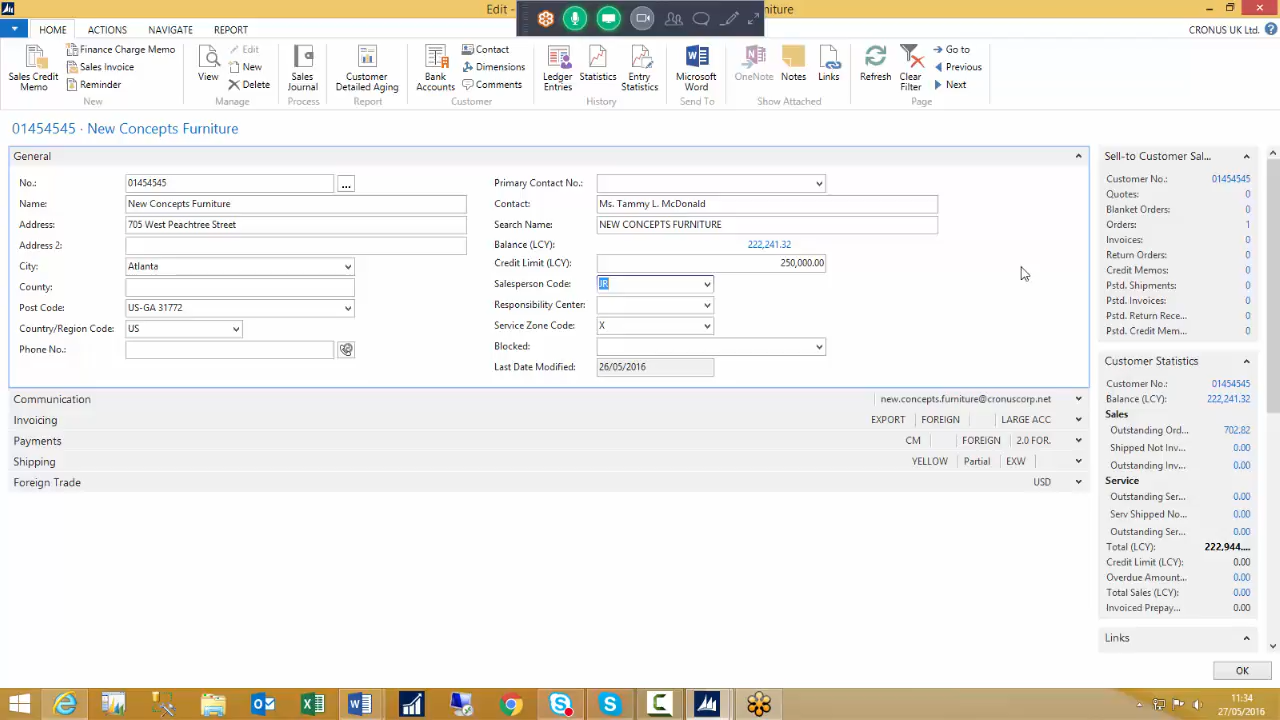 Edit -
rniture
HOME
ACTIONS
NAVIGATE
REPORT
CRONUS UK Ltd.
Sales Credit Memo
Finance Charge Memo
Sales Invoice
Reminder
New
View
Edit
New
Delete
Manage
Sales Journal
Process
Customer Detailed Aging
Report
Bank Accounts
Contact
Dimensions
Comments
Customer
Ledger Entries
Statistics
Entry Statistics
History
Microsoft Word
Send To
OneNote
Notes
Links
Show Attached
Refresh
Clear Filter
Go to
Previous
Next
Page
01454545 · New Concepts Furniture
General
No.: 01454545 ...
Name: New Concepts Furniture
Address: 705 West Peachtree Street
Address 2:
City: Atlanta
County:
Post Code: US-GA 31772
Country/Region Code: US
Phone No.:
Primary Contact No.:
Contact: Ms. Tammy L. McDonald
Search Name: NEW CONCEPTS FURNITURE
Balance (LCY): 222,241.32
Credit Limit (LCY): 250,000.00
Salesperson Code: JR
Responsibility Center:
Service Zone Code: X
Blocked:
Last Date Modified: 26/05/2016
Communication new.concepts.furniture@cronuscorp.net
Invoicing EXPORT FOREIGN LARGE ACC
Payments CM FOREIGN 2.0 FOR.
Shipping YELLOW Partial EXW
Foreign Trade USD
Sell-to Customer Sal...
Customer No.: 01454545
Quotes: 0
Blanket Orders: 0
Orders: 1
Invoices: 0
Return Orders: 0
Credit Memos: 0
Pstd. Shipments: 0
Pstd. Invoices: 0
Pstd. Return Rece... 0
Pstd. Credit Mem... 0
Customer Statistics
Customer No.: 01454545
Balance (LCY): 222,241.32
Sales
Outstanding Ord... 702.82
Shipped Not Inv... 0.00
Outstanding Inv... 0.00
Service
Outstanding Ser... 0.00
Serv Shipped No... 0.00
Outstanding Ser... 0.00
Total (LCY): 222,944....
Credit Limit (LCY): 0.00
Overdue Amount... 0.00
Total Sales (LCY): 0.00
Invoiced Prepay... 0.00
Links
OK
11:34
27/05/2016